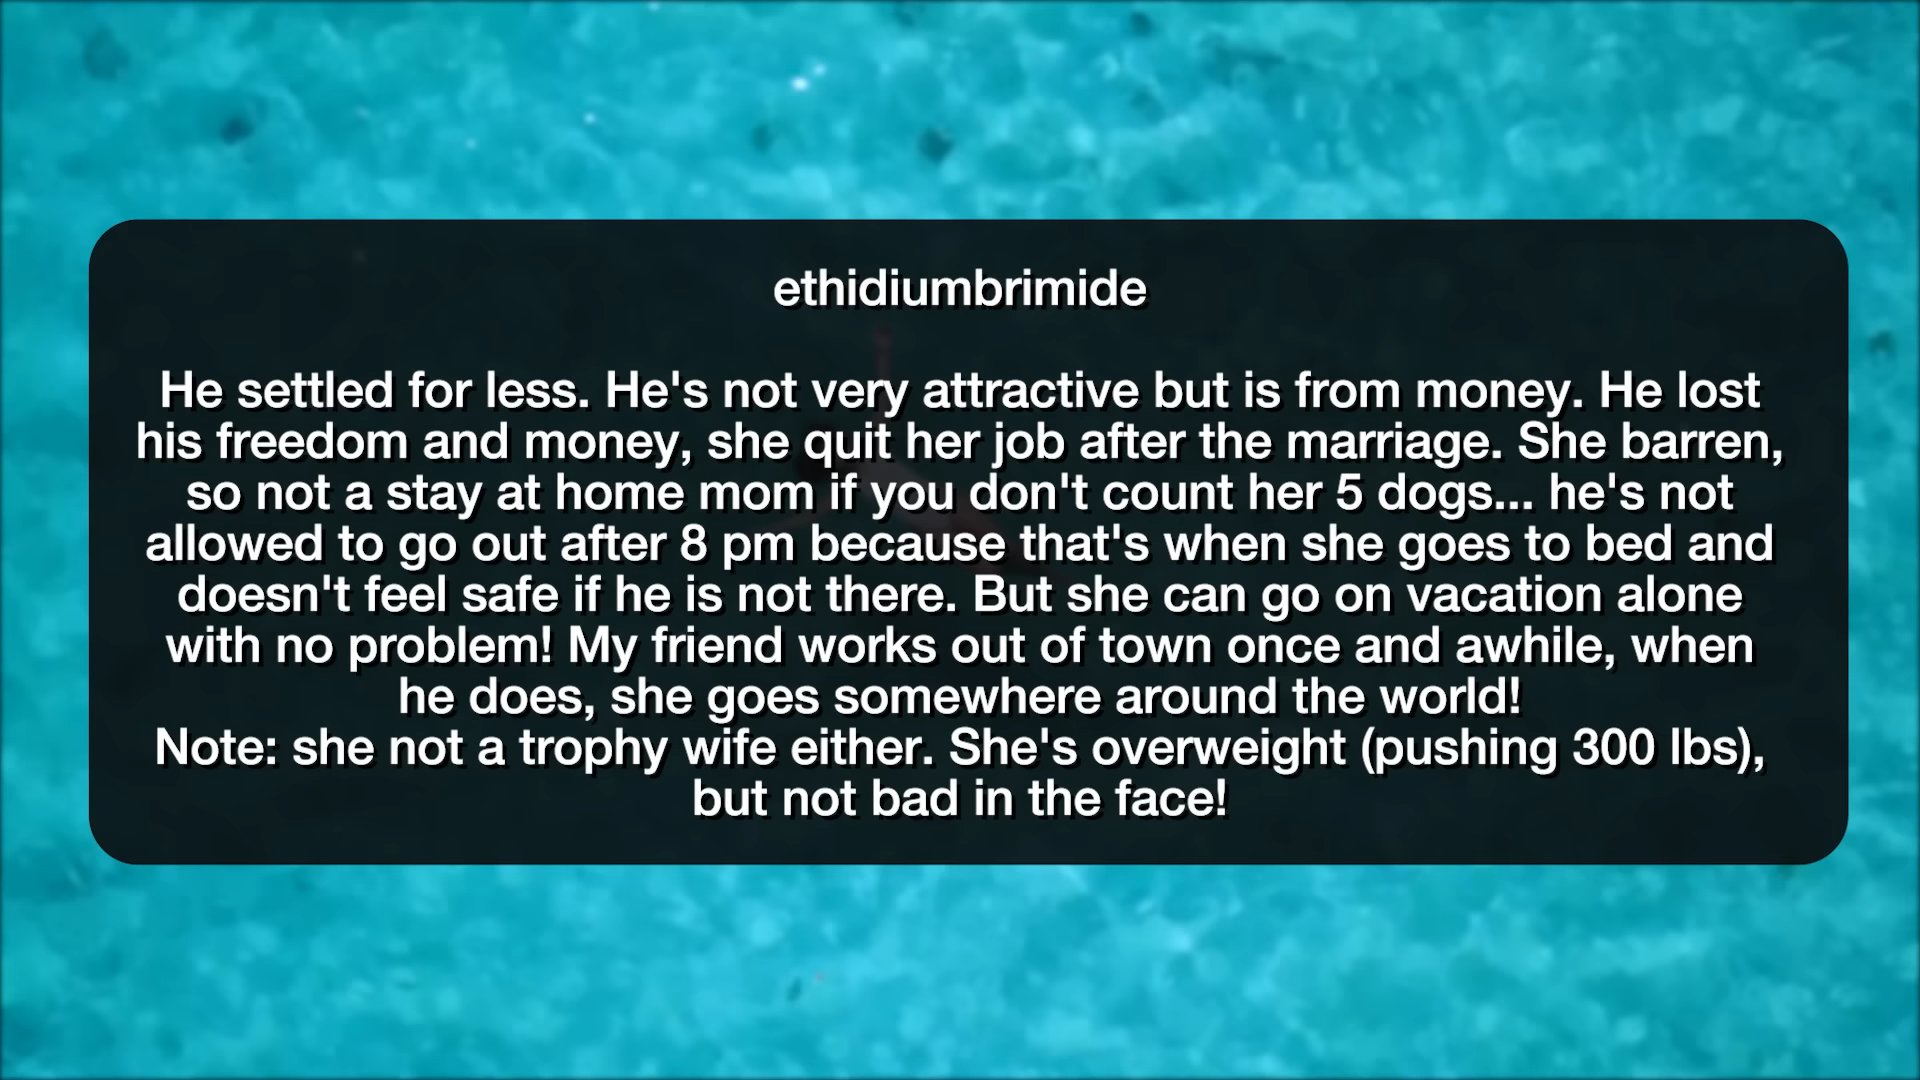 ethidiumbrimide
He settled for less. He's not very attractive but is from money. He lost
his freedom and money, she quit her job after the marriage. She barren,
so not a stay at home mom if you don't count her 5 dogs... he's not
allowed to go out after 8 pm because that's when she goes to bed and
doesn't feel safe if he is not there. But she can go on vacation alone
with no problem! My friend works out of town once and awhile, when
he does, she goes somewhere around the world!
Note: she not a trophy wife either. She's overweight (pushing 300 lbs),
but not bad in the face!